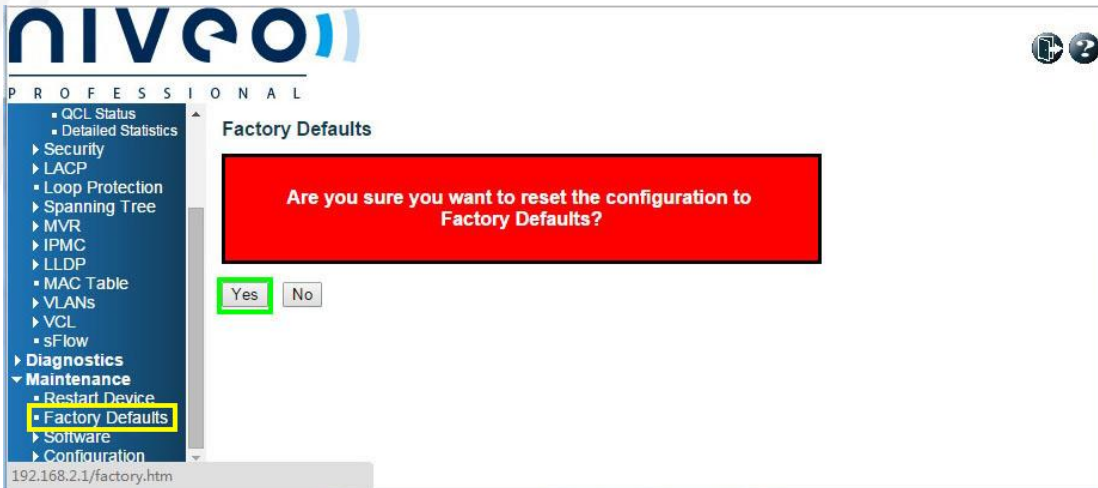 niveo
PROFESSIONAL
QCL Status
Detailed Statistics
Security
LACP
Loop Protection
Spanning Tree
MVR
IPMC
LLDP
MAC Table
VLANs
VCL
sFlow
Diagnostics
Maintenance
Restart Device
Factory Defaults
Software
Configuration
192.168.2.1/factory.htm
Factory Defaults
Are you sure you want to reset the configuration to
Factory Defaults?
Yes No
?